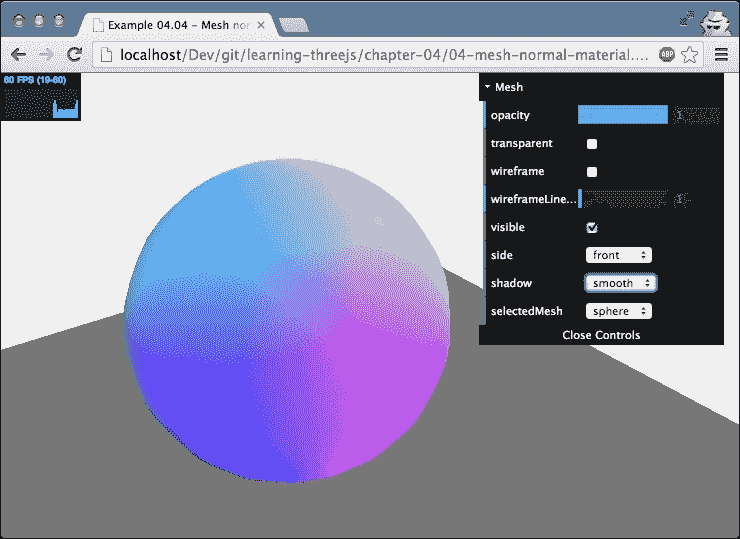 Example 04.04 – Mesh nor
localhost/Dev/git/learning-threejs/chapter-04/04-mesh-normal-material....
ABP
60 FPS (19-60)
Mesh
opacity 1
transparent
wireframe
wireframeLine... 1
visible
side front
shadow smooth
selectedMesh sphere
Close Controls